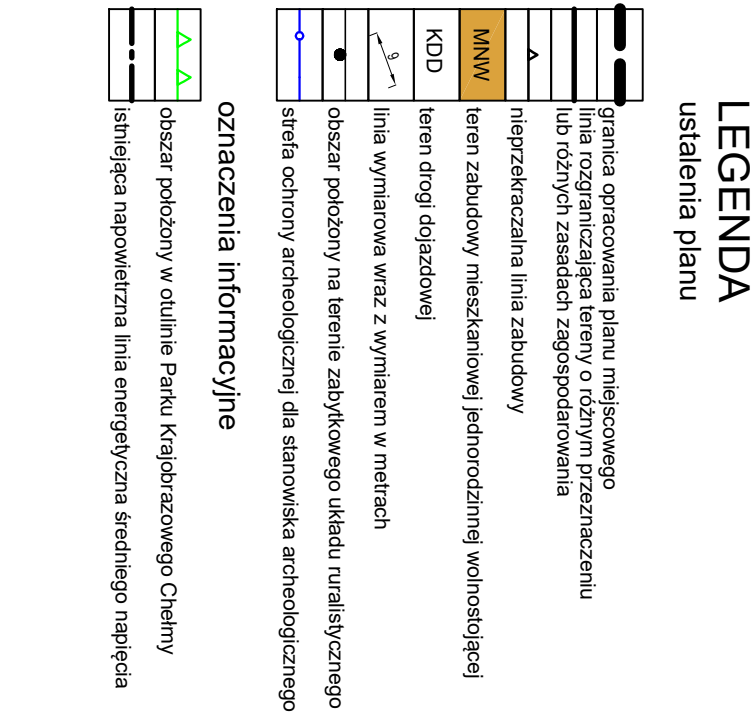 LEGENDA
ustalenia planu
granica opracowania planu miejscowego
linia rozgraniczająca tereny o różnym przeznaczeniu
lub różnych zasadach zagospodarowania
nieprzekraczalna linia zabudowy
MNW teren zabudowy mieszkaniowej jednorodzinnej wolnostojącej
KDD teren drogi dojazdowej
9 linia wymiarowa wraz z wymiarem w metrach
obszar położony na terenie zabytkowego układu ruralistycznego
strefa ochrony archeologicznej dla stanowiska archeologicznego
oznaczenia informacyjne
obszar położony w otulinie Parku Krajobrazowego Chełmy
istniejąca napowietrzna linia energetyczna średniego napięcia